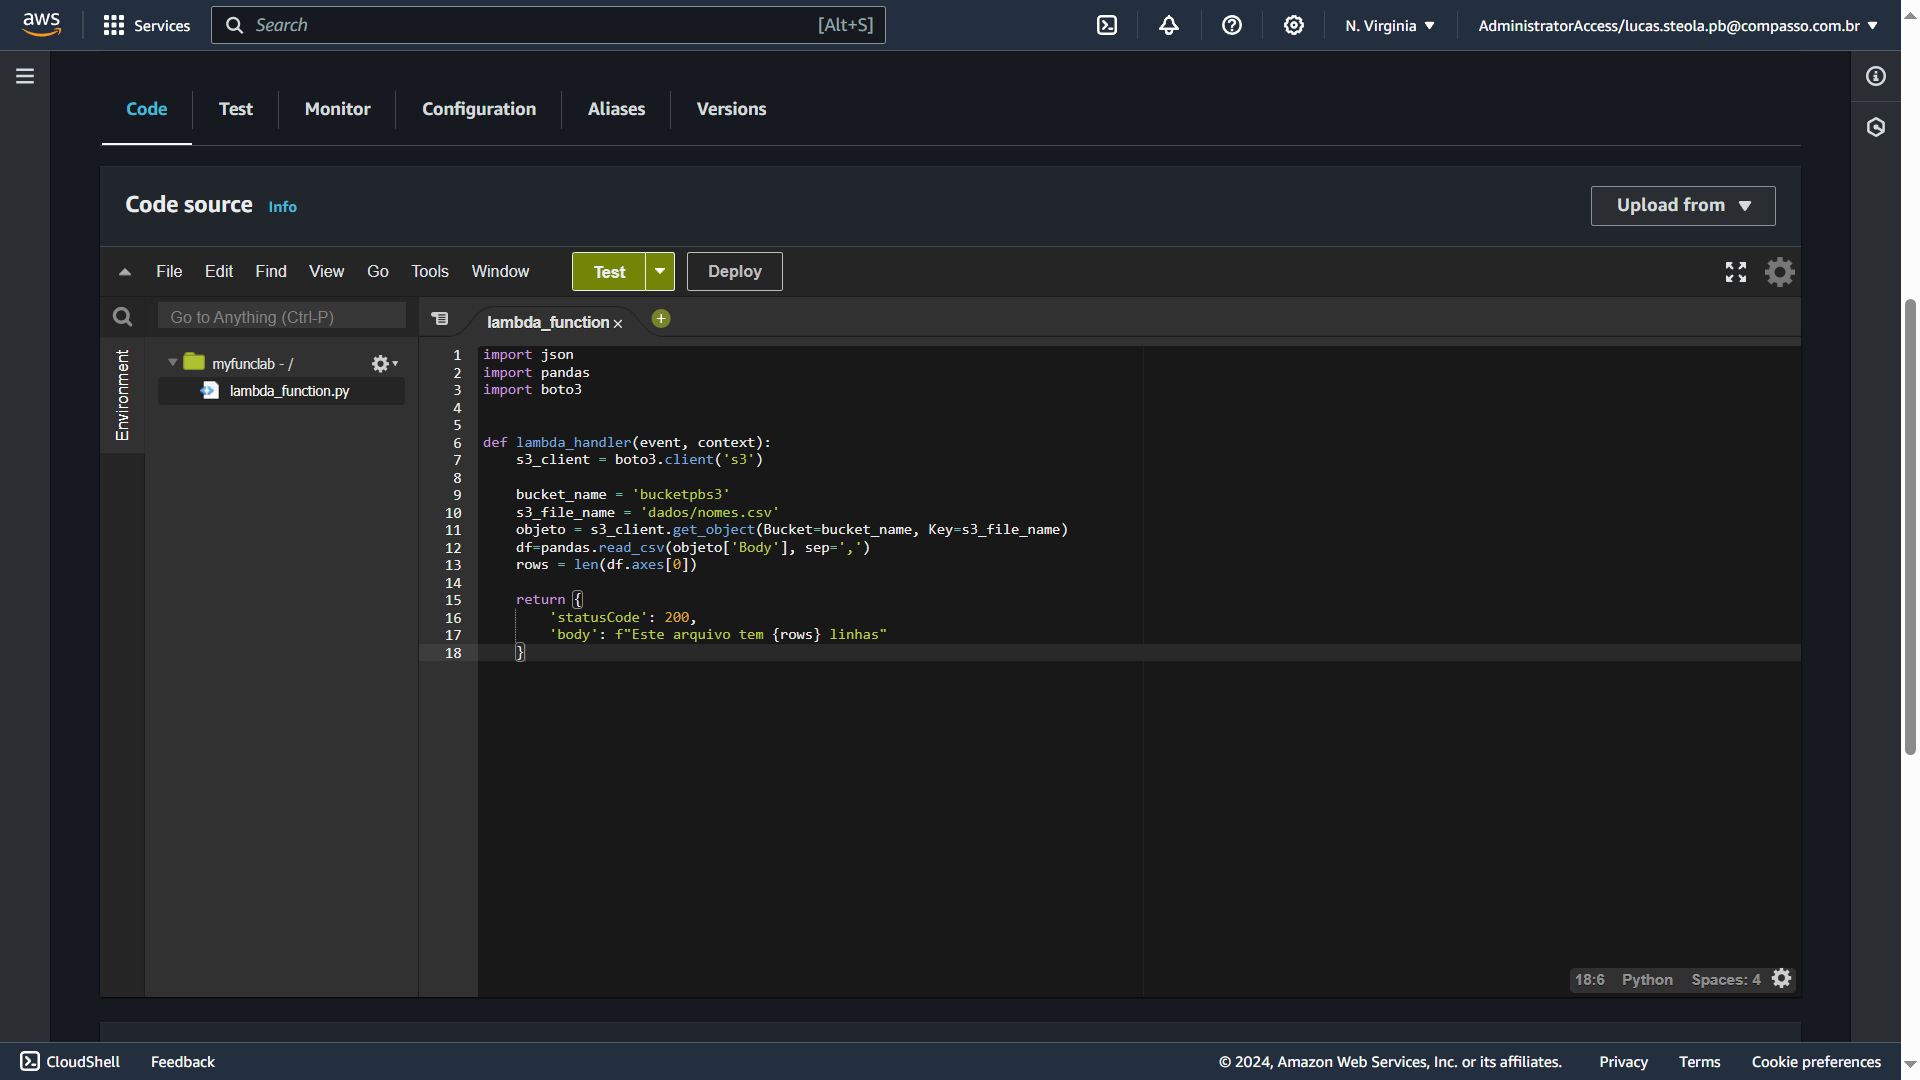 aws
Services
Search
[Alt+S]
N. Virginia
AdministratorAccess/lucas.steola.pb@compasso.com.br
Code
Test
Monitor
Configuration
Aliases
Versions
Code source Info
Upload from
File Edit Find View Go Tools Window
Test
Deploy
Go to Anything (Ctrl-P)
lambda_function ×
Environment
myfunclab - /
lambda_function.py
1 import json
2 import pandas
3 import boto3
4
5
6 def lambda_handler(event, context):
7     s3_client = boto3.client('s3')
8
9     bucket_name = 'bucketpbs3'
10     s3_file_name = 'dados/nomes.csv'
11     objeto = s3_client.get_object(Bucket=bucket_name, Key=s3_file_name)
12     df=pandas.read_csv(objeto['Body'], sep=',')
13     rows = len(df.axes[0])
14
15     return {
16         'statusCode': 200,
17         'body': f"Este arquivo tem {rows} linhas"
18     }
18:6 Python Spaces: 4
CloudShell
Feedback
© 2024, Amazon Web Services, Inc. or its affiliates.
Privacy
Terms
Cookie preferences